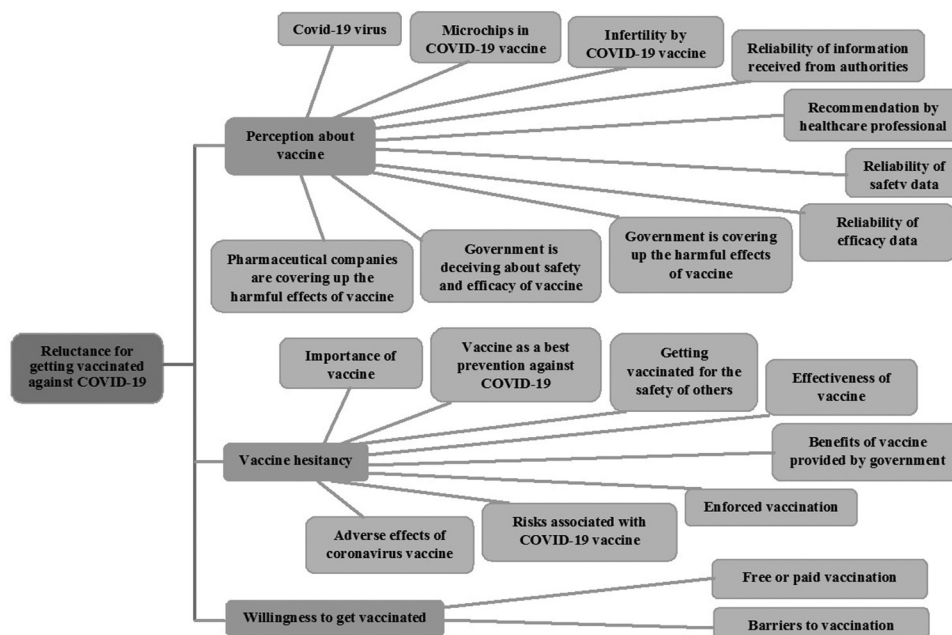 Covid-19 virus
Microchips in
COVID-19 vaccine
Infertility by
COVID-19 vaccine
Reliability of information
received from authorities
Recommendation by
healthcare professional
Perception about
vaccine
Reliability of
safety data
Reliability of
efficacy data
Pharmaceutical companies
are covering up the
harmful effects of vaccine
Government is
deceiving about safety
and efficacy of vaccine
Government is covering
up the harmful effects
of vaccine
Reluctance for
getting vaccinated
against COVID-19
Importance of
vaccine
Vaccine as a best
prevention against
COVID-19
Getting
vaccinated for the
safety of others
Effectiveness of
vaccine
Vaccine hesitancy
Benefits of vaccine
provided by government
Enforced vaccination
Adverse effects of
coronavirus vaccine
Risks associated with
COVID-19 vaccine
Free or paid vaccination
Willingness to get vaccinated
Barriers to vaccination